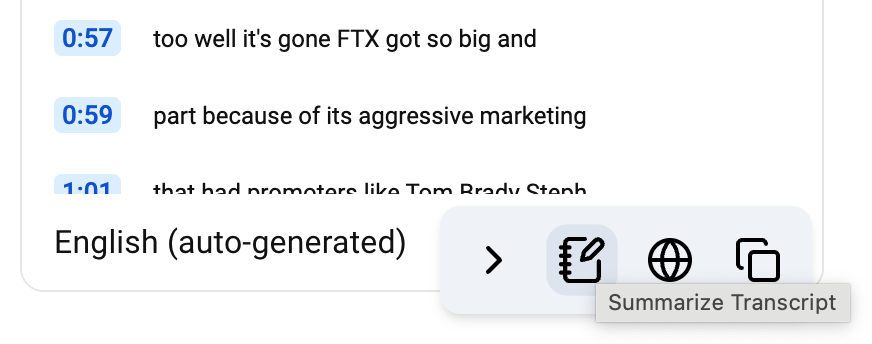 0:57 too well it's gone FTX got so big and
0:59 part because of its aggressive marketing
1:01 that had promoters like Tom Brady Steph
English (auto-generated)
Summarize Transcript